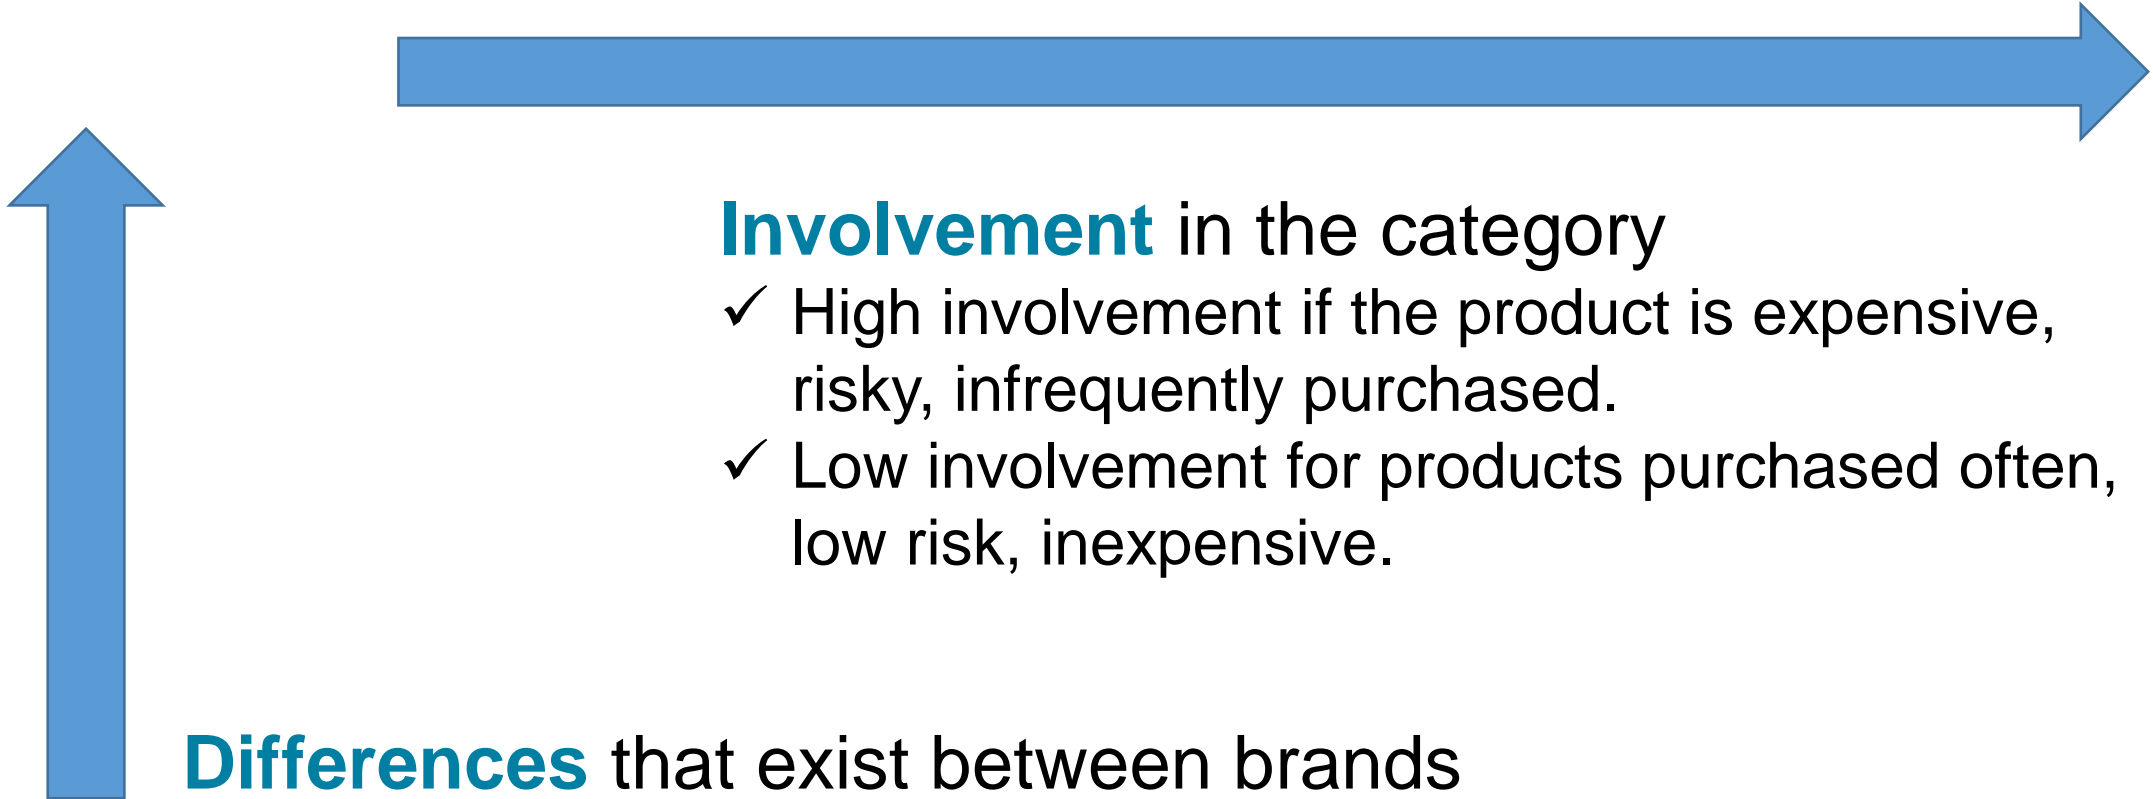 Involvement in the category
✓ High involvement if the product is expensive,
risky, infrequently purchased.
✓ Low involvement for products purchased often,
low risk, inexpensive.
Differences that exist between brands